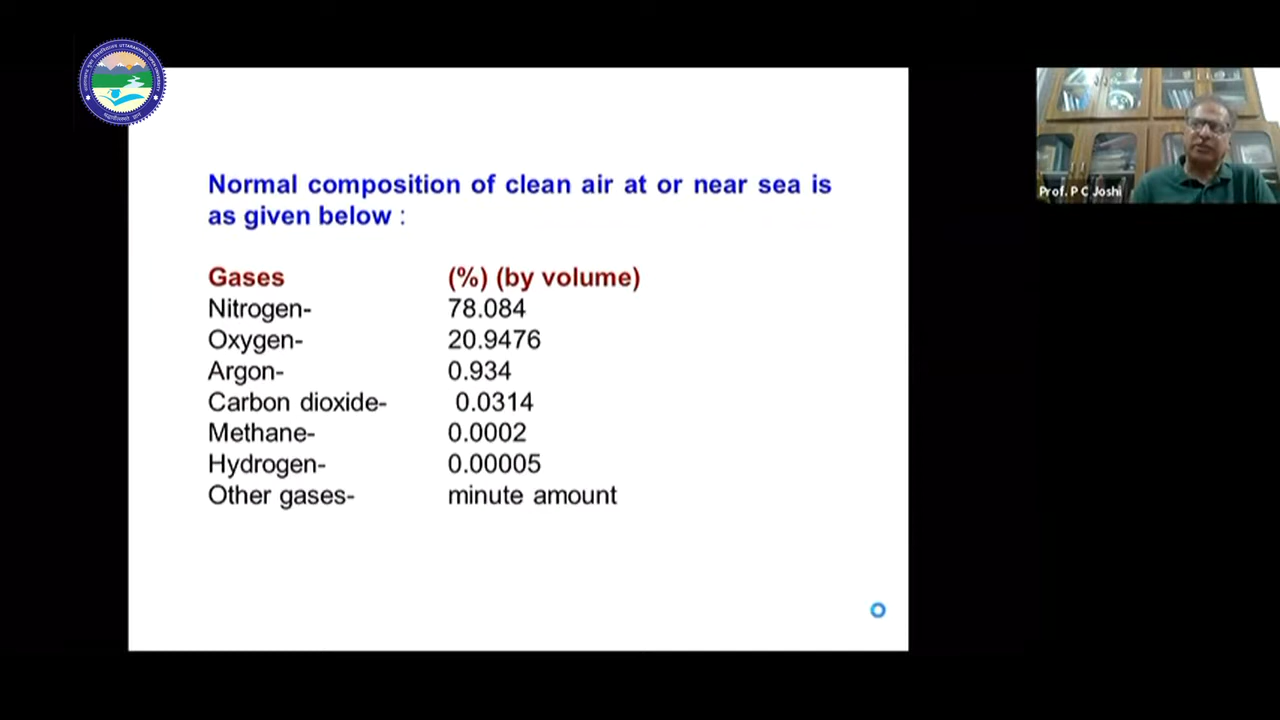 Normal composition of clean air at or near sea is
as given below :
Gases (%) (by volume)
Nitrogen- 78.084
Oxygen- 20.9476
Argon- 0.934
Carbon dioxide- 0.0314
Methane- 0.0002
Hydrogen- 0.00005
Other gases- minute amount
Prof. P C Joshi